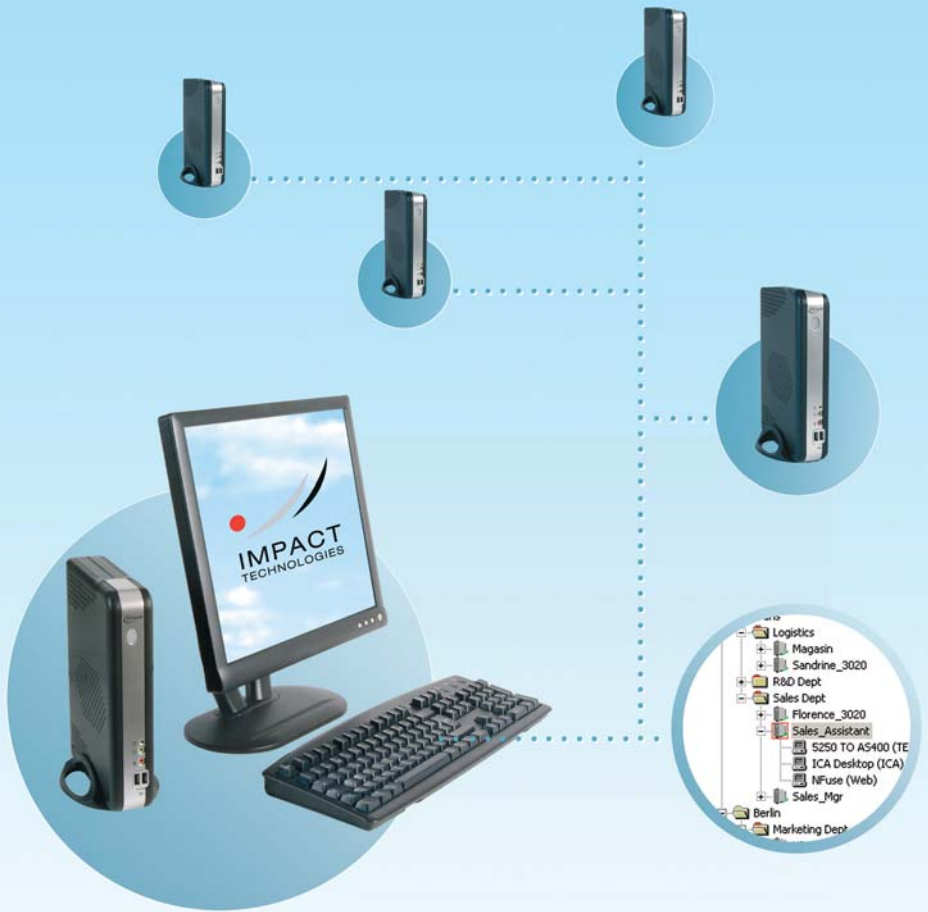 IMPACT
TECHNOLOGIES
Logistics
Magasin
Sandrine_3020
R&D Dept
Sales Dept
Florence_3020
Sales_Assistant
5250 TO AS400 (TE
ICA Desktop (ICA)
NFuse (Web)
Sales_Mgr
Berlin
Marketing Dept